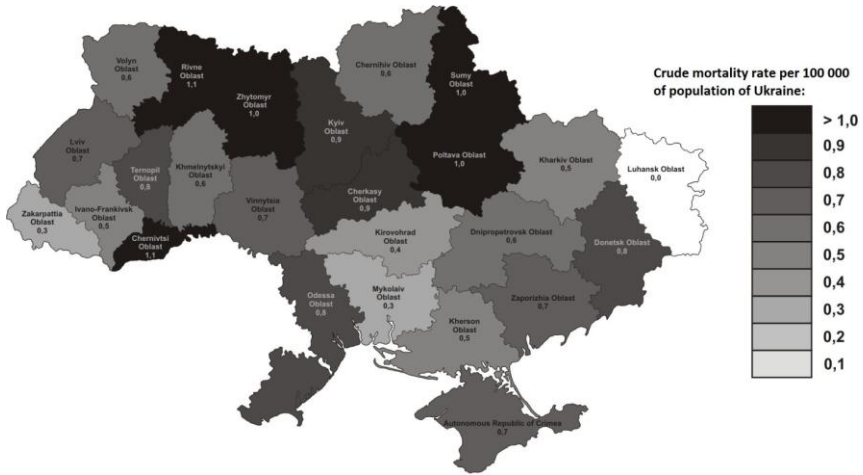 Volyn
Oblast
0,6
Rivne
Oblast
1,1
Zhytomyr
Oblast
1,0
Kyiv
Oblast
0,9
Chernihiv Oblast
0,6
Sumy
Oblast
1,0
Crude mortality rate per 100 000
of population of Ukraine:
> 1,0
0,9
0,8
0,7
0,6
0,5
0,4
0,3
0,2
0,1
Lviv
Oblast
0,7
Ternopil
Oblast
0,8
Khmelnytskyi
Oblast
0,6
Vinnytsia
Oblast
0,7
Cherkasy
Oblast
0,9
Poltava Oblast
1,0
Kharkiv Oblast
0,5
Luhansk Oblast
0,0
Zakarpattia
Oblast
0,3
Ivano-Frankivsk
Oblast
0,5
Chernivtsi
Oblast
1,1
Kirovohrad
Oblast
0,4
Dnipropetrovsk Oblast
0,6
Donetsk Oblast
0,8
Odessa
Oblast
0,8
Mykolaiv
Oblast
0,3
Kherson
Oblast
0,5
Zaporizhia Oblast
0,7
Autonomous Republic of Crimea
0,7